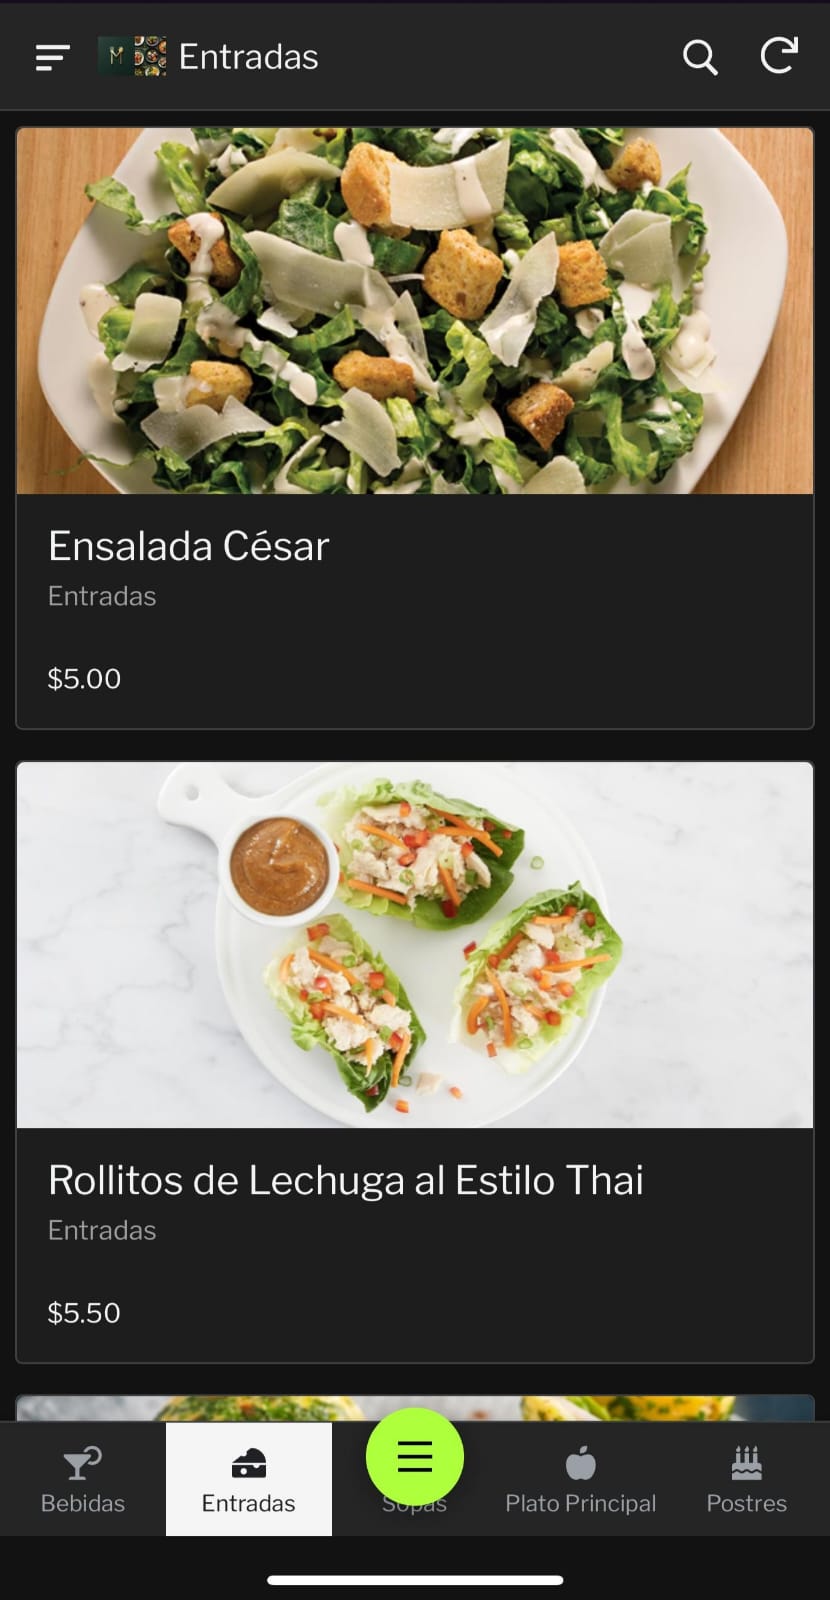 Entradas
Ensalada César
Entradas
$5.00
Rollitos de Lechuga al Estilo Thai
Entradas
$5.50
Bebidas
Entradas
Sopas
Plato Principal
Postres